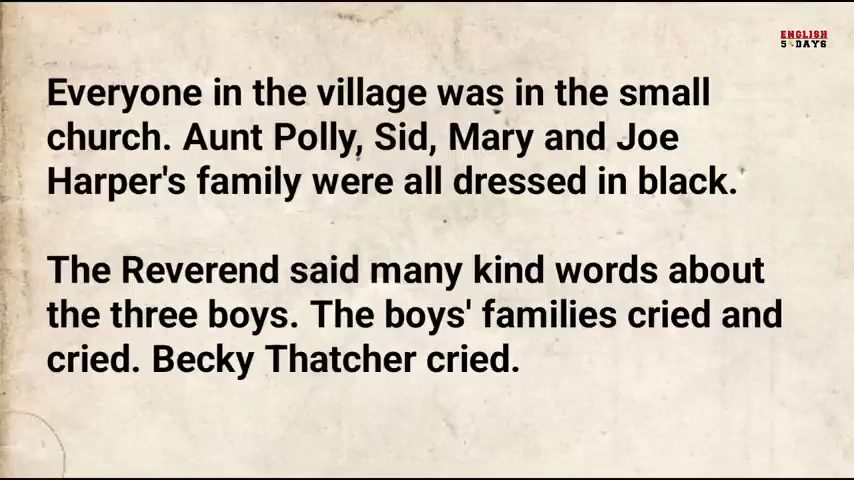 ENGLISH
5 DAYS
Everyone in the village was in the small
church. Aunt Polly, Sid, Mary and Joe
Harper's family were all dressed in black.
The Reverend said many kind words about
the three boys. The boys' families cried and
cried. Becky Thatcher cried.